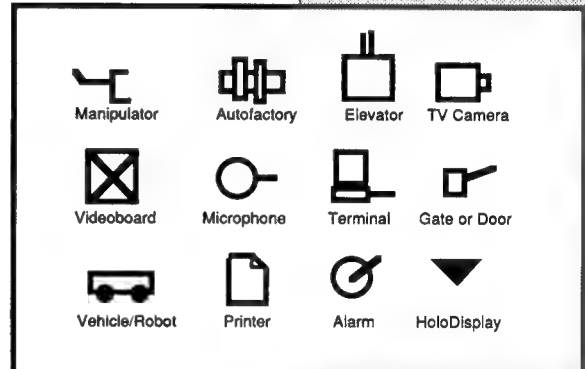 Manipulator Autofactory Elevator TV Camera
Videoboard Microphone Terminal Gate or Door
Vehicle/Robot Printer Alarm HoloDisplay